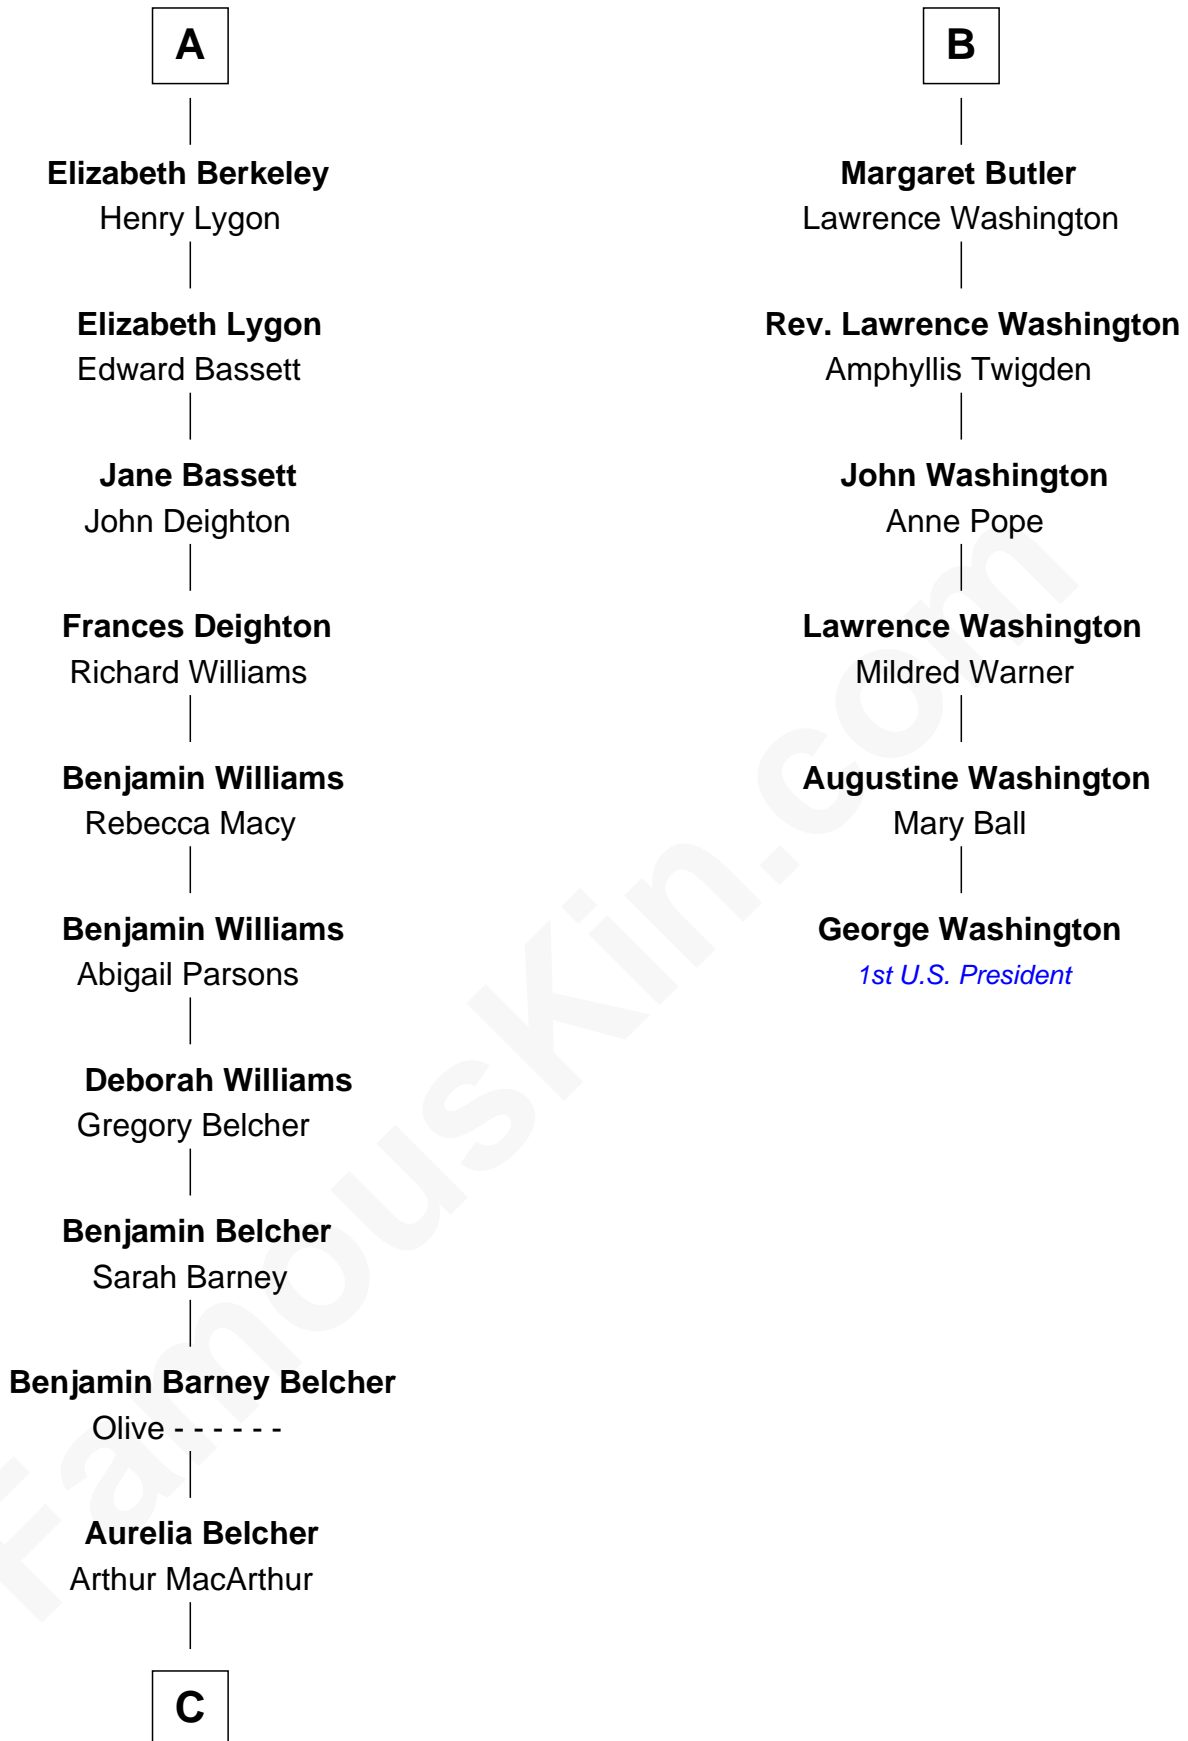 A
Elizabeth Berkeley
Henry Lygon
Elizabeth Lygon
Edward Bassett
Jane Bassett
John Deighton
Frances Deighton
Richard Williams
Benjamin Williams
Rebecca Macy
Benjamin Williams
Abigail Parsons
Deborah Williams
Gregory Belcher
Benjamin Belcher
Sarah Barney
Benjamin Barney Belcher
Olive - - - - - -
Aurelia Belcher
Arthur MacArthur
C
B
Margaret Butler
Lawrence Washington
Rev. Lawrence Washington
Amphyllis Twigden
John Washington
Anne Pope
Lawrence Washington
Mildred Warner
Augustine Washington
Mary Ball
George Washington
1st U.S. President
FamousKin.com